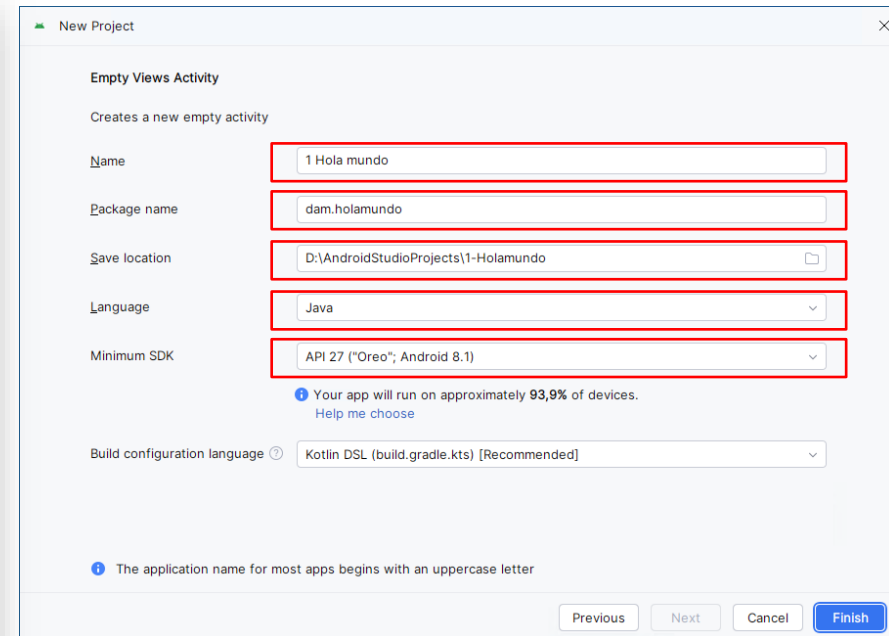 New Project
Empty Views Activity
Creates a new empty activity
Name 1 Hola mundo
Package name dam.holamundo
Save location D:\AndroidStudioProjects\1-Holamundo
Language Java
Minimum SDK API 27 ("Oreo"; Android 8.1)
Your app will run on approximately 93,9% of devices.
Help me choose
Build configuration language ? Kotlin DSL (build.gradle.kts) [Recommended]
The application name for most apps begins with an uppercase letter
Previous Next Cancel Finish